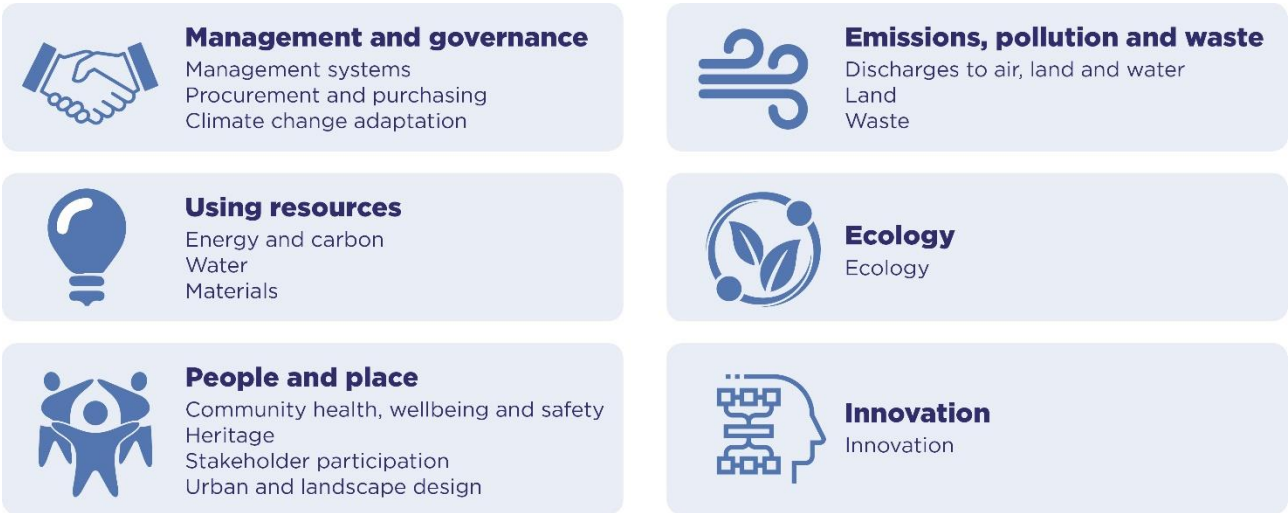 Management and governance
Management systems
Procurement and purchasing
Climate change adaptation
Emissions, pollution and waste
Discharges to air, land and water
Land
Waste
Using resources
Energy and carbon
Water
Materials
Ecology
Ecology
People and place
Community health, wellbeing and safety
Heritage
Stakeholder participation
Urban and landscape design
Innovation
Innovation